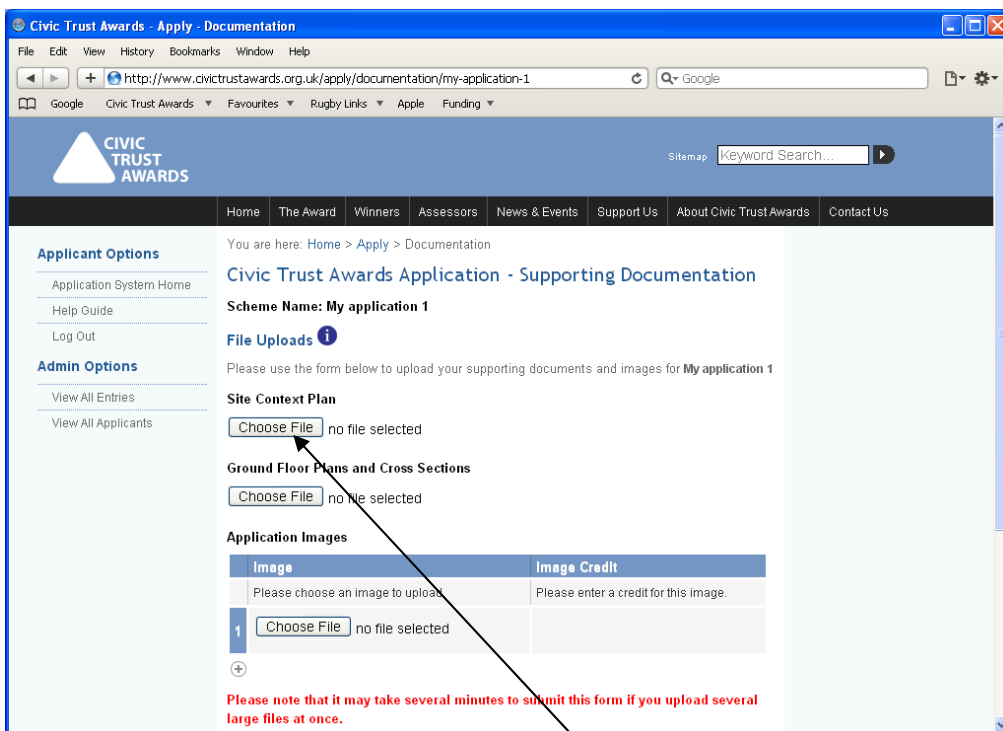 Civic Trust Awards - Apply - Documentation
File Edit View History Bookmarks Window Help
http://www.civictrustawards.org.uk/apply/documentation/my-application-1
Google
Google Civic Trust Awards Favourites Rugby Links Apple Funding
CIVIC
TRUST
AWARDS
Sitemap Keyword Search...
Home The Award Winners Assessors News & Events Support Us About Civic Trust Awards Contact Us
Applicant Options
Application System Home
Help Guide
Log Out
Admin Options
View All Entries
View All Applicants
You are here: Home > Apply > Documentation
Civic Trust Awards Application - Supporting Documentation
Scheme Name: My application 1
File Uploads i
Please use the form below to upload your supporting documents and images for My application 1
Site Context Plan
Choose File no file selected
Ground Floor Plans and Cross Sections
Choose File no file selected
Application Images
Image Image Credit
Please choose an image to upload. Please enter a credit for this image.
1 Choose File no file selected
Please note that it may take several minutes to submit this form if you upload several
large files at once.